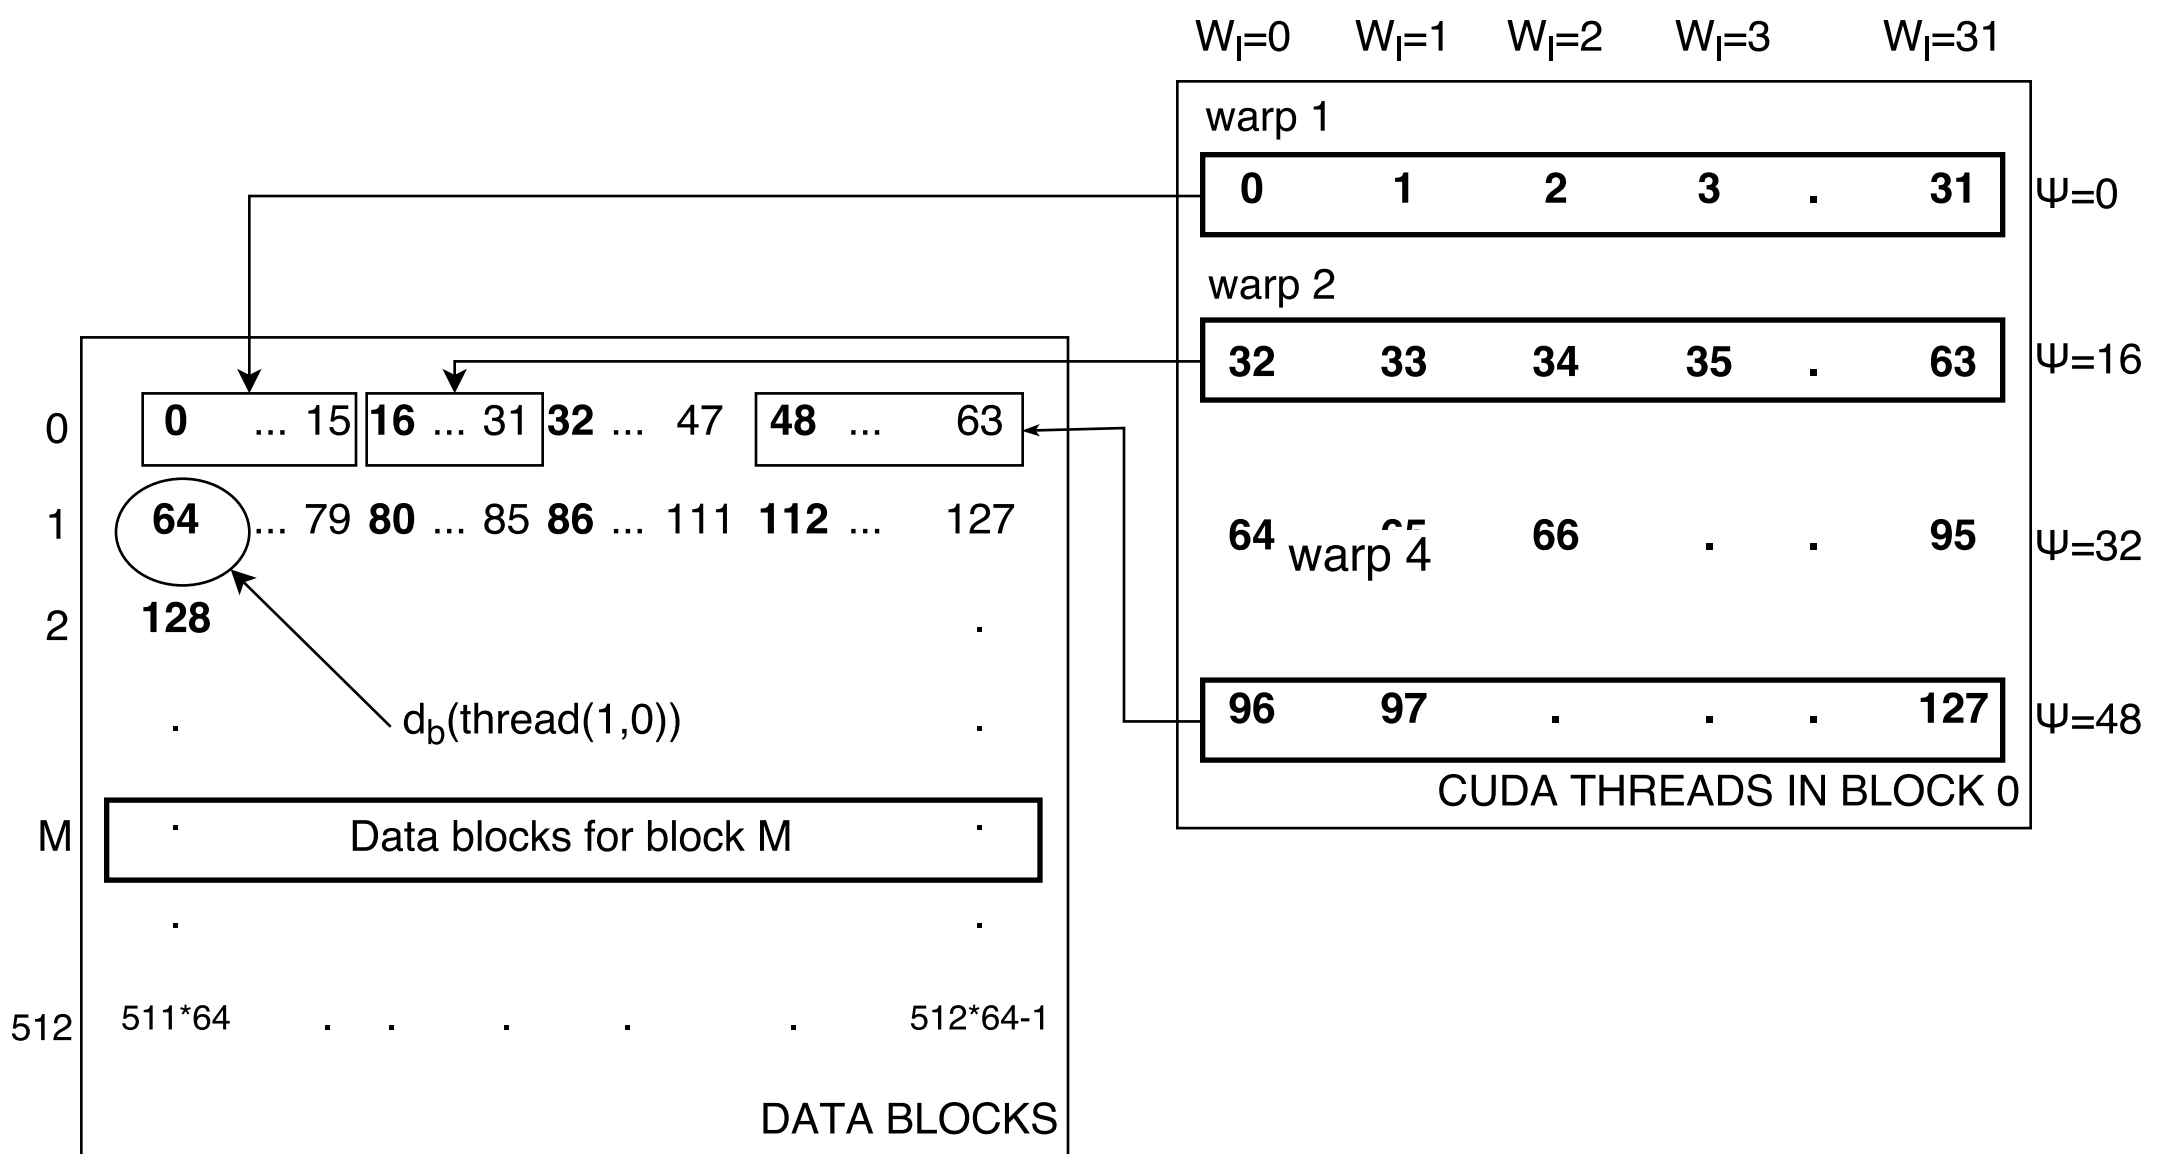 W_l=0 W_l=1 W_l=2 W_l=3 W_l=31
warp 1
0 1 2 3 . 31 Ψ=0
warp 2
32 33 34 35 . 63 Ψ=16
64 66 . . 95 Ψ=32
warp 4
96 97 . . . 127 Ψ=48
CUDA THREADS IN BLOCK 0
0 0 ... 15 16 ... 31 32 ... 47 48 ... 63
1 64 ... 79 80 ... 85 86 ... 111 112 ... 127
2 128 .
. .
d_b(thread(1,0))
M . Data blocks for block M .
. .
512 511*64 . . . . . 512*64-1
DATA BLOCKS